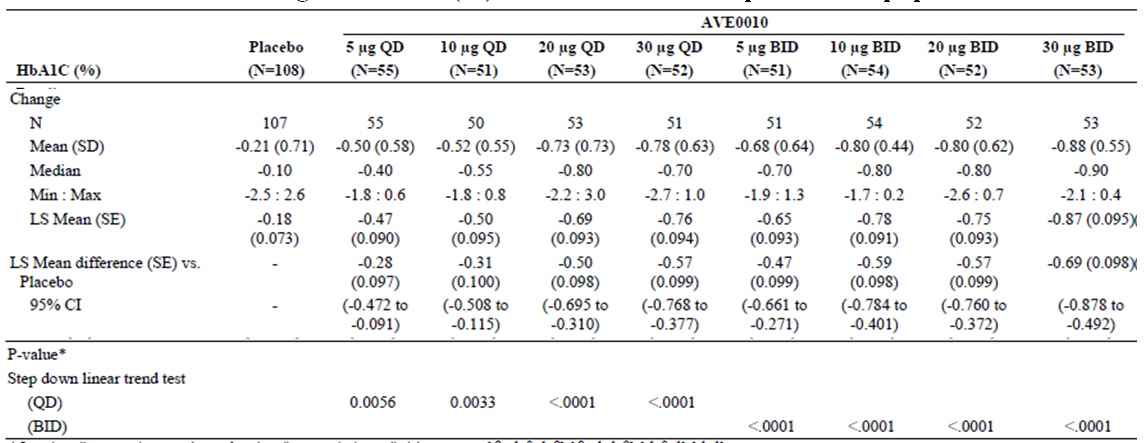 AVE0010
Placebo 5 µg QD 10 µg QD 20 µg QD 30 µg QD 5 µg BID 10 µg BID 20 µg BID 30 µg BID
HbA1C (%) (N=108) (N=55) (N=51) (N=53) (N=52) (N=51) (N=54) (N=52) (N=53)
Change
N 107 55 50 53 51 51 54 52 53
Mean (SD) -0.21 (0.71) -0.50 (0.58) -0.52 (0.55) -0.73 (0.73) -0.78 (0.63) -0.68 (0.64) -0.80 (0.44) -0.80 (0.62) -0.88 (0.55)
Median -0.10 -0.40 -0.55 -0.80 -0.70 -0.70 -0.80 -0.80 -0.90
Min : Max -2.5 : 2.6 -1.8 : 0.6 -1.8 : 0.8 -2.2 : 3.0 -2.7 : 1.0 -1.9 : 1.3 -1.7 : 0.2 -2.6 : 0.7 -2.1 : 0.4
LS Mean (SE) -0.18 -0.47 -0.50 -0.69 -0.76 -0.65 -0.78 -0.75 -0.87 (0.095)(
(0.073) (0.090) (0.095) (0.093) (0.094) (0.093) (0.091) (0.093)
LS Mean difference (SE) vs. - -0.28 -0.31 -0.50 -0.57 -0.47 -0.59 -0.57 -0.69 (0.098)(
Placebo (0.097) (0.100) (0.098) (0.099) (0.099) (0.098) (0.099)
95% CI - (-0.472 to (-0.508 to (-0.695 to (-0.768 to (-0.661 to (-0.784 to (-0.760 to (-0.878 to
-0.091) -0.115) -0.310) -0.377) -0.271) -0.401) -0.372) -0.492)
P-value*
Step down linear trend test
(QD) 0.0056 0.0033 <.0001 <.0001
(BID) <.0001 <.0001 <.0001 <.0001